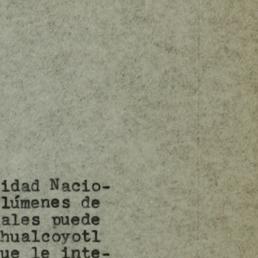 idad Nacio-
lúmenes de
ales puede
hualcoyotl
ue le inte-